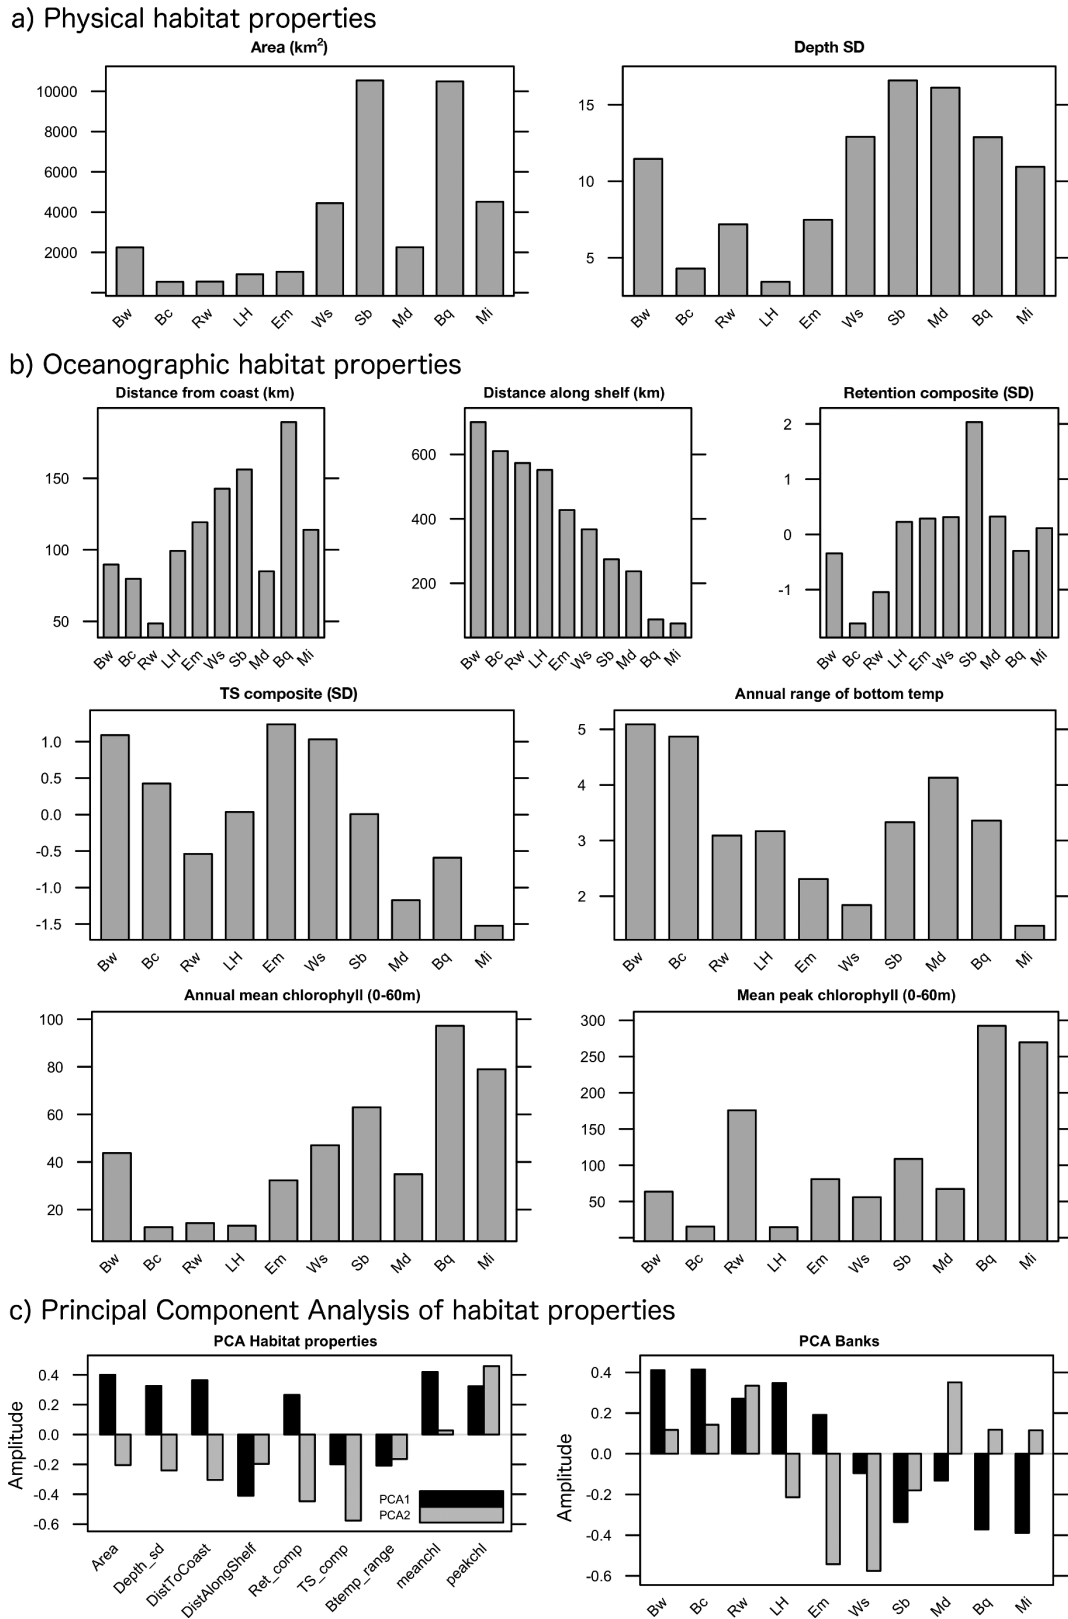 a) Physical habitat properties
Area (km²)
10000
8000
6000
4000
2000
Bw Bc Rw LH Em Ws Sb Md Bq Mi
Depth SD
15
10
5
Bw Bc Rw LH Em Ws Sb Md Bq Mi
b) Oceanographic habitat properties
Distance from coast (km)
150
100
50
Bw Bc Rw LH Em Ws Sb Md Bq Mi
Distance along shelf (km)
600
400
200
Bw Bc Rw LH Em Ws Sb Md Bq Mi
Retention composite (SD)
2
1
0
-1
Bw Bc Rw LH Em Ws Sb Md Bq Mi
TS composite (SD)
1.0
0.5
0.0
-0.5
-1.0
-1.5
Bw Bc Rw LH Em Ws Sb Md Bq Mi
Annual range of bottom temp
5
4
3
2
Bw Bc Rw LH Em Ws Sb Md Bq Mi
Annual mean chlorophyll (0-60m)
100
80
60
40
20
Bw Bc Rw LH Em Ws Sb Md Bq Mi
Mean peak chlorophyll (0-60m)
300
250
200
150
100
50
Bw Bc Rw LH Em Ws Sb Md Bq Mi
c) Principal Component Analysis of habitat properties
PCA Habitat properties
Amplitude
0.4
0.2
0.0
-0.2
-0.4
-0.6
PCA1
PCA2
Area Depth_sd DistToCoast DistAlongShelf Ret_comp TS_comp Btemp_range meanchl peakchl
PCA Banks
Amplitude
0.4
0.2
0.0
-0.2
-0.4
-0.6
Bw Bc Rw LH Em Ws Sb Md Bq Mi